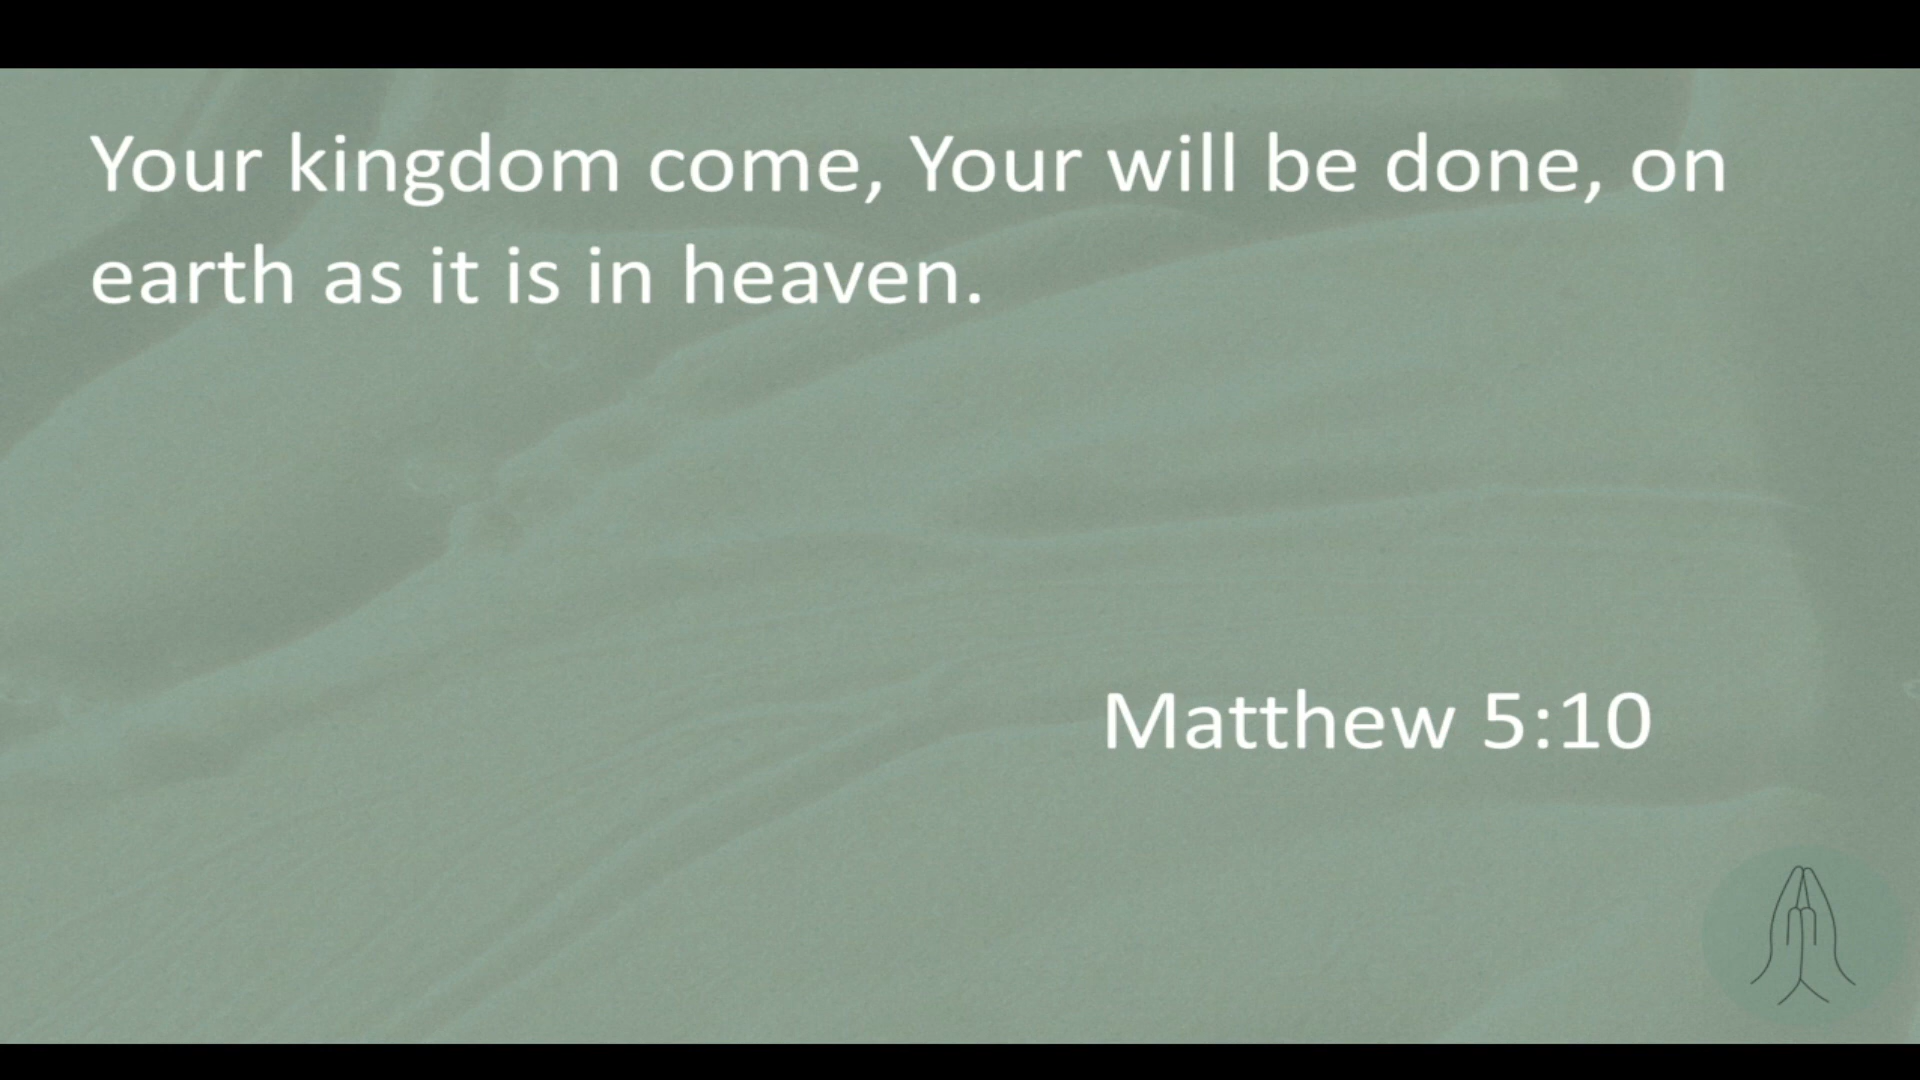 Your kingdom come, Your will be done, on
earth as it is in heaven.
Matthew 5:10